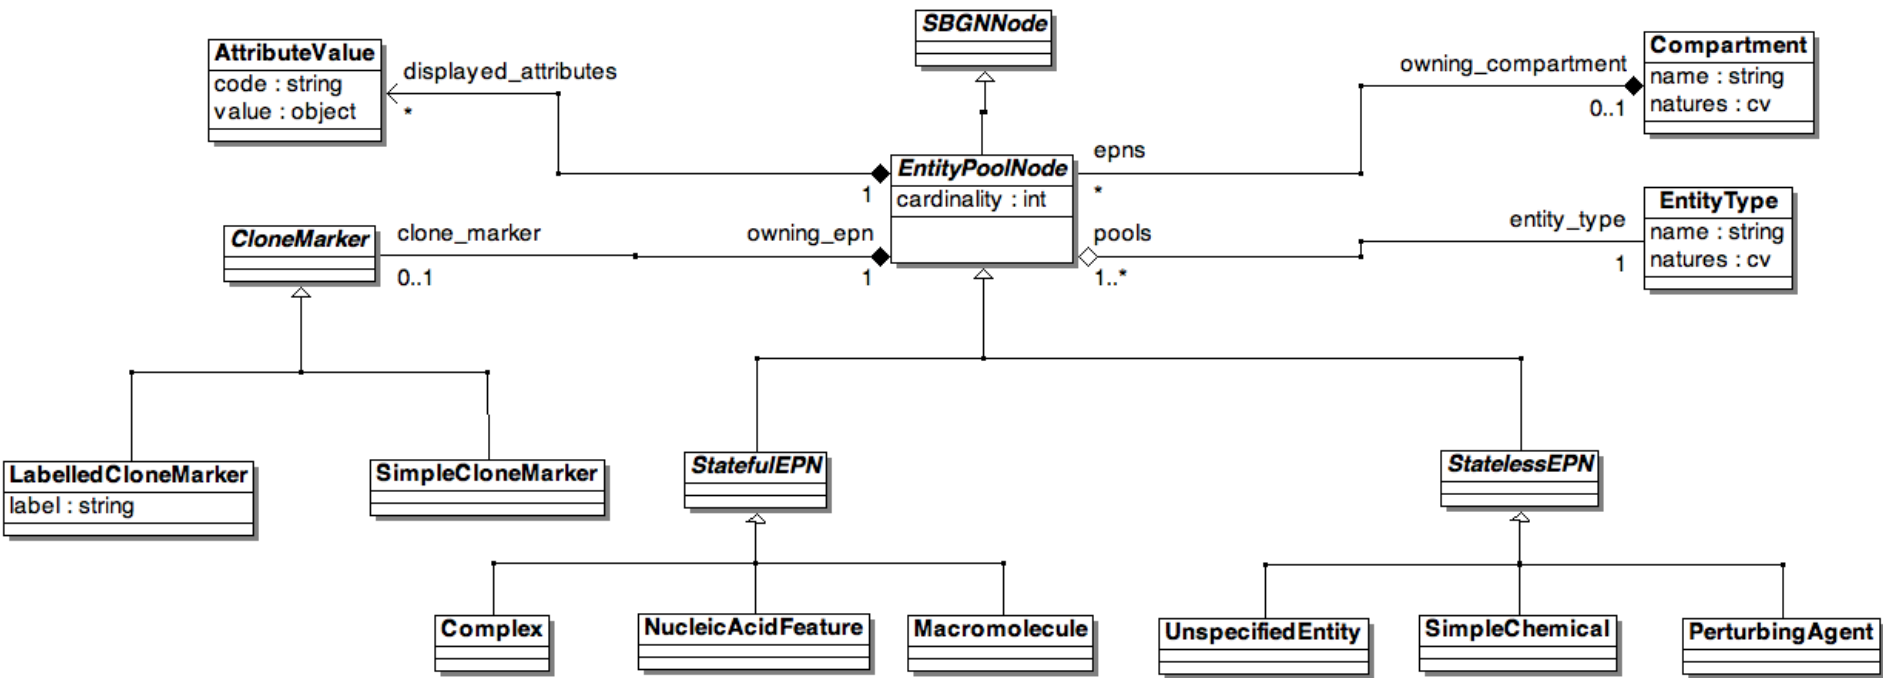 SBGNNode
AttributeValue
code : string
value : object
displayed_attributes
*
owning_compartment
0..1
Compartment
name : string
natures : cv
EntityPoolNode
cardinality : int
1
epns
*
CloneMarker
clone_marker
0..1
owning_epn
1
pools
1..*
entity_type
1
EntityType
name : string
natures : cv
LabelledCloneMarker
label : string
SimpleCloneMarker
StatefulEPN
StatelessEPN
Complex
NucleicAcidFeature
Macromolecule
UnspecifiedEntity
SimpleChemical
PerturbingAgent